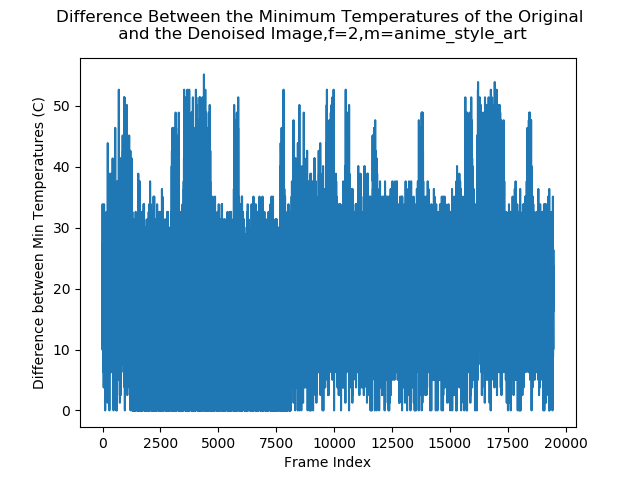 Difference Between the Minimum Temperatures of the Original
and the Denoised Image,f=2,m=anime_style_art
Difference between Min Temperatures (C)
50
40
30
20
10
0
0 2500 5000 7500 10000 12500 15000 17500 20000
Frame Index